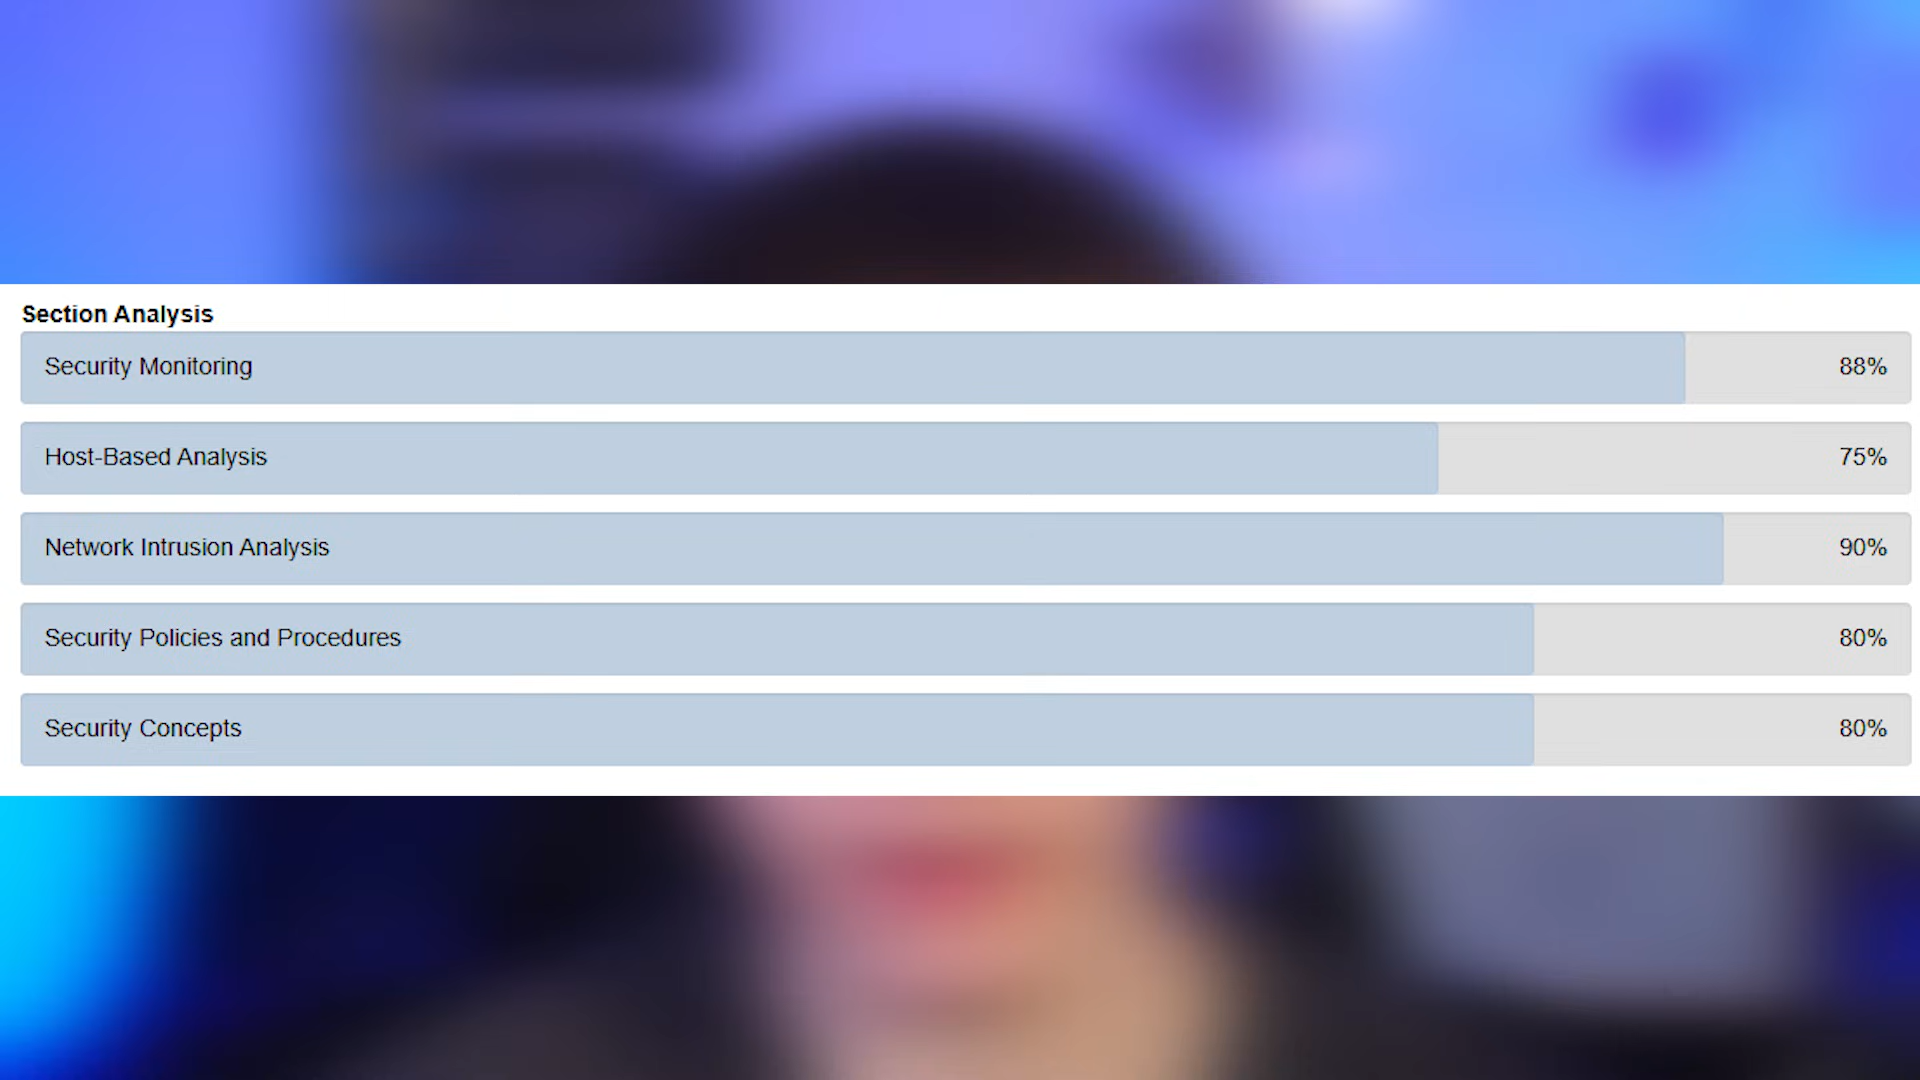 Section Analysis
Security Monitoring 88%
Host-Based Analysis 75%
Network Intrusion Analysis 90%
Security Policies and Procedures 80%
Security Concepts 80%